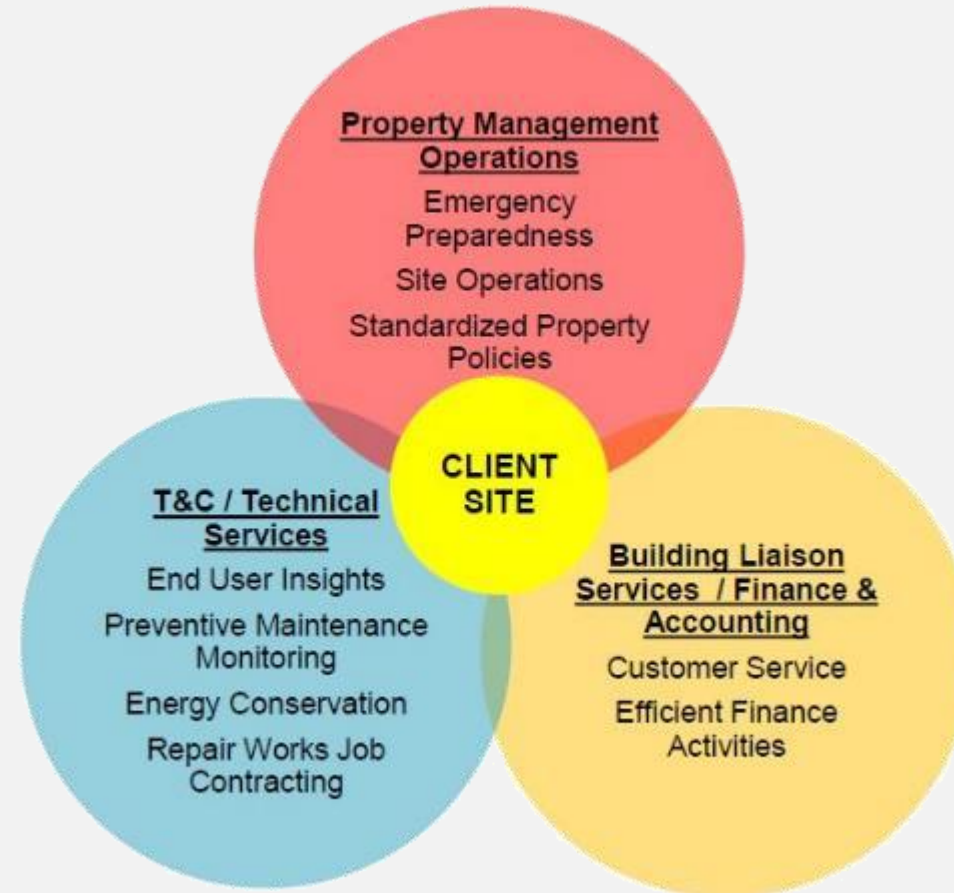 Property Management
Operations
Emergency
Preparedness
Site Operations
Standardized Property
Policies
CLIENT
SITE
T&C / Technical
Services
End User Insights
Preventive Maintenance
Monitoring
Energy Conservation
Repair Works Job
Contracting
Building Liaison
Services / Finance &
Accounting
Customer Service
Efficient Finance
Activities